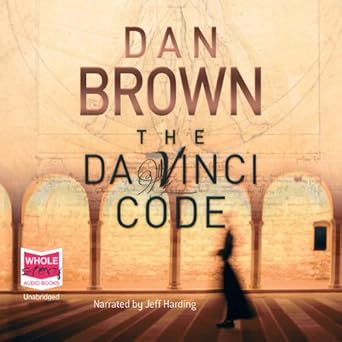 DAN
BROWN
THE
DA VINCI
CODE
WHOLE
STORY
AUDIO BOOKS
Unabridged
Narrated by Jeff Harding